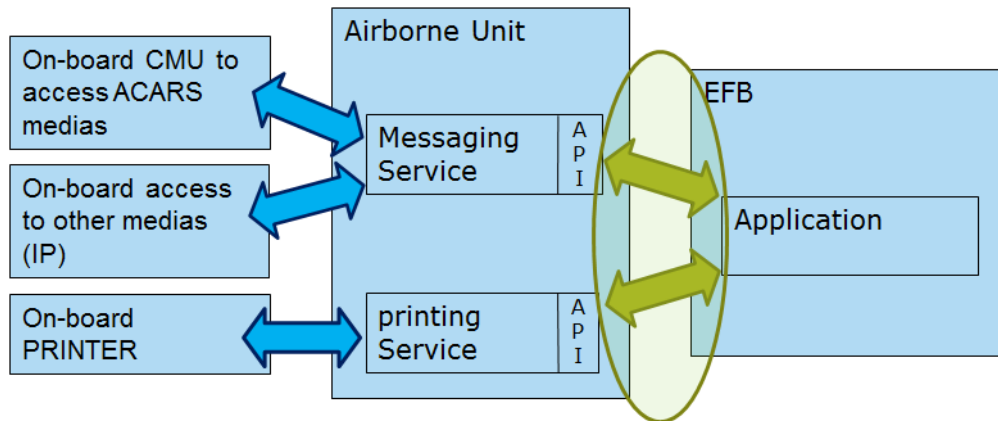 On-board CMU to
access ACARS
medias
On-board access
to other medias
(IP)
On-board
PRINTER
Airborne Unit
Messaging
Service
A
P
I
printing
Service
A
P
I
EFB
Application